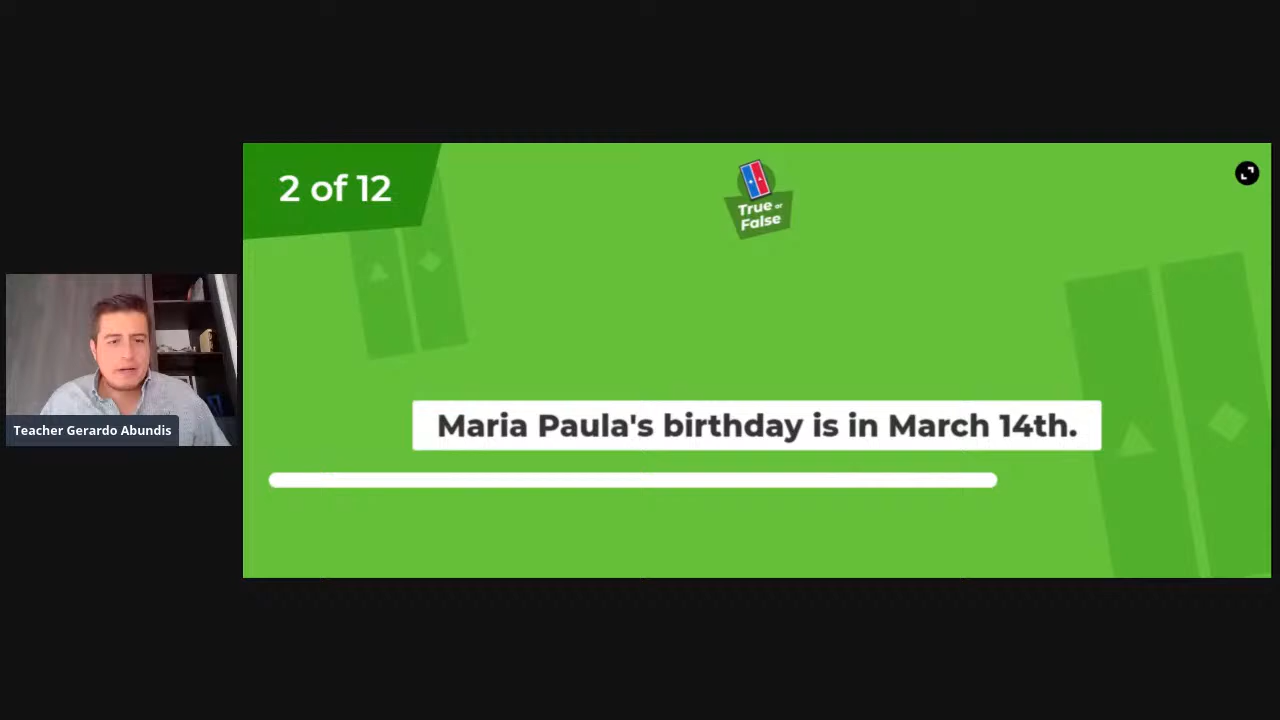 2 of 12
True or
False
Maria Paula's birthday is in March 14th.
Teacher Gerardo Abundis